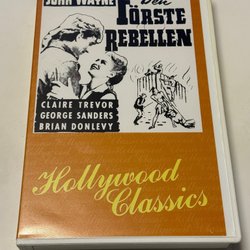 JOHN WAYNE
Den
FÖRSTE
REBELLEN
CLAIRE TREVOR
GEORGE SANDERS
BRIAN DONLEVY
Hollywood
Classics